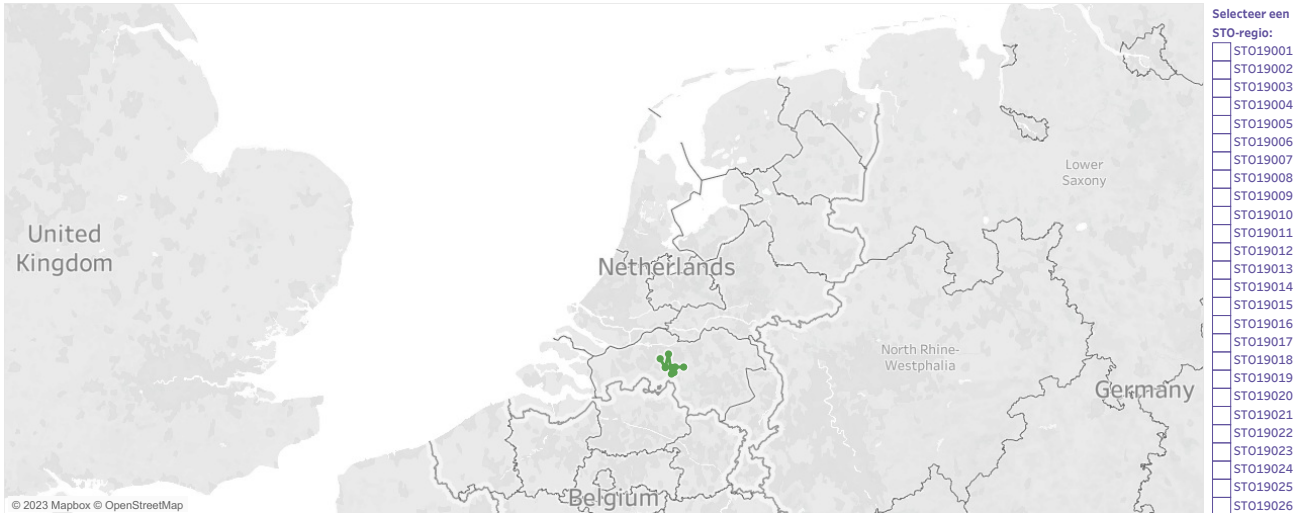 United
Kingdom
Netherlands
Lower
Saxony
North Rhine-
Westphalia
Germany
Belgium
© 2023 Mapbox © OpenStreetMap
Selecteer een
STO-regio:
STO19001
STO19002
STO19003
STO19004
STO19005
STO19006
STO19007
STO19008
STO19009
STO19010
STO19011
STO19012
STO19013
STO19014
STO19015
STO19016
STO19017
STO19018
STO19019
STO19020
STO19021
STO19022
STO19023
STO19024
STO19025
STO19026